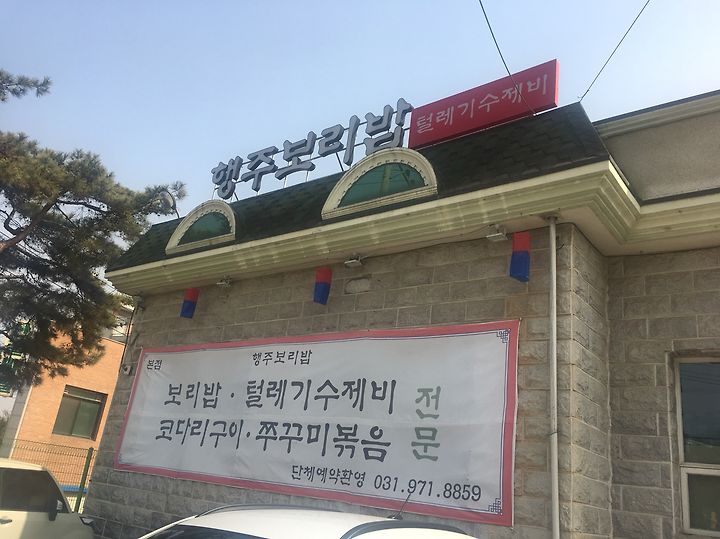 행주보리밥 털레기수제비
본점 행주보리밥
보리밥·털레기수제비
코다리구이·쭈꾸미볶음
전문
단체예약환영 031.971.8859